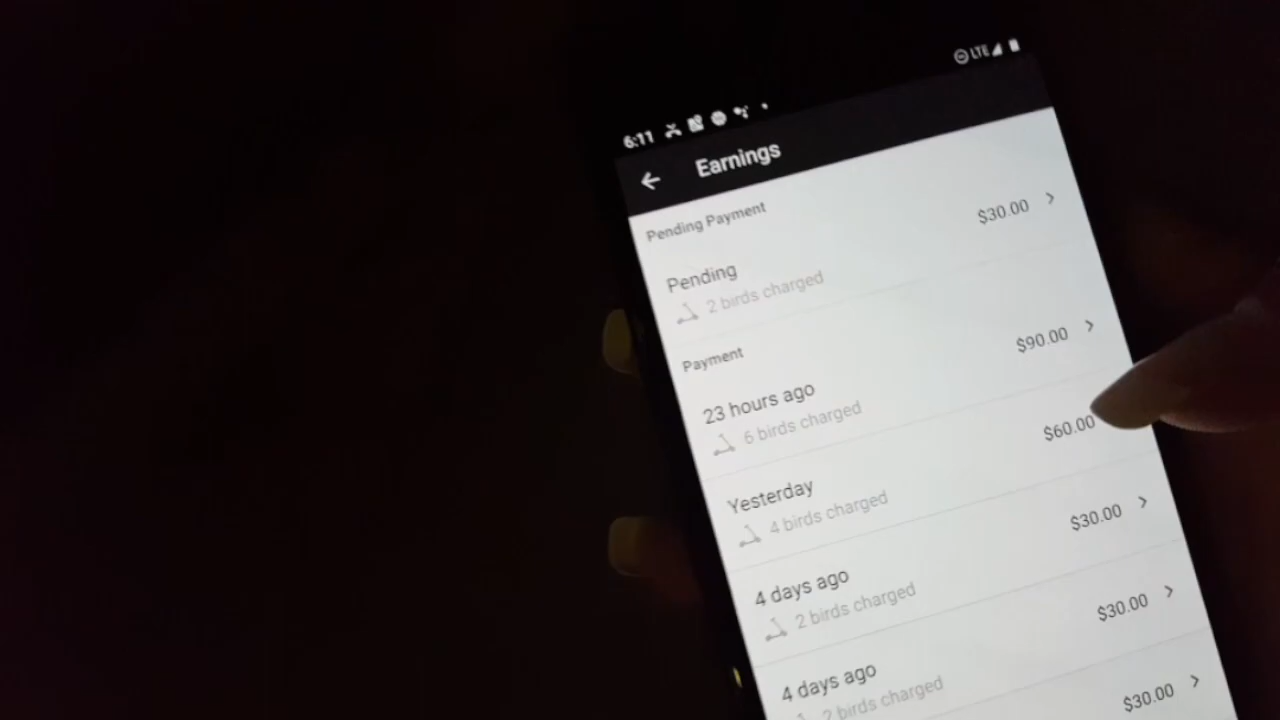 6:11 LTE
Earnings
Pending Payment
Pending $30.00
2 birds charged
Payment
23 hours ago $90.00
6 birds charged
Yesterday $60.00
4 birds charged
4 days ago $30.00
2 birds charged
4 days ago $30.00
2 birds charged
$30.00